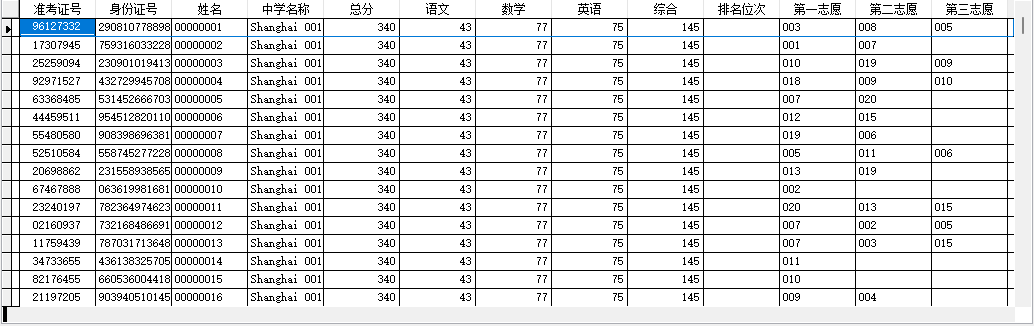 准考证号 身份证号 姓名 中学名称 总分 语文 数学 英语 综合 排名位次 第一志愿 第二志愿 第三志愿
96127332 290810778898 00000001 Shanghai 001 340 43 77 75 145 003 008 005
17307945 759316033228 00000002 Shanghai 001 340 43 77 75 145 001 007
25259094 230901019413 00000003 Shanghai 001 340 43 77 75 145 010 019 009
92971527 432729945708 00000004 Shanghai 001 340 43 77 75 145 018 009 010
63368485 531452666703 00000005 Shanghai 001 340 43 77 75 145 007 020
44459511 954512820110 00000006 Shanghai 001 340 43 77 75 145 012 015
55480580 908398696381 00000007 Shanghai 001 340 43 77 75 145 019 006
52510584 558745277228 00000008 Shanghai 001 340 43 77 75 145 005 011 006
20698862 231558938565 00000009 Shanghai 001 340 43 77 75 145 013 019
67467888 063619981681 00000010 Shanghai 001 340 43 77 75 145 002
23240197 782364974623 00000011 Shanghai 001 340 43 77 75 145 020 013 015
02160937 732168486691 00000012 Shanghai 001 340 43 77 75 145 007 002 005
11759439 787031713648 00000013 Shanghai 001 340 43 77 75 145 007 003 015
34733655 436138325705 00000014 Shanghai 001 340 43 77 75 145 011
82176455 660536004418 00000015 Shanghai 001 340 43 77 75 145 010
21197205 903940510145 00000016 Shanghai 001 340 43 77 75 145 009 004